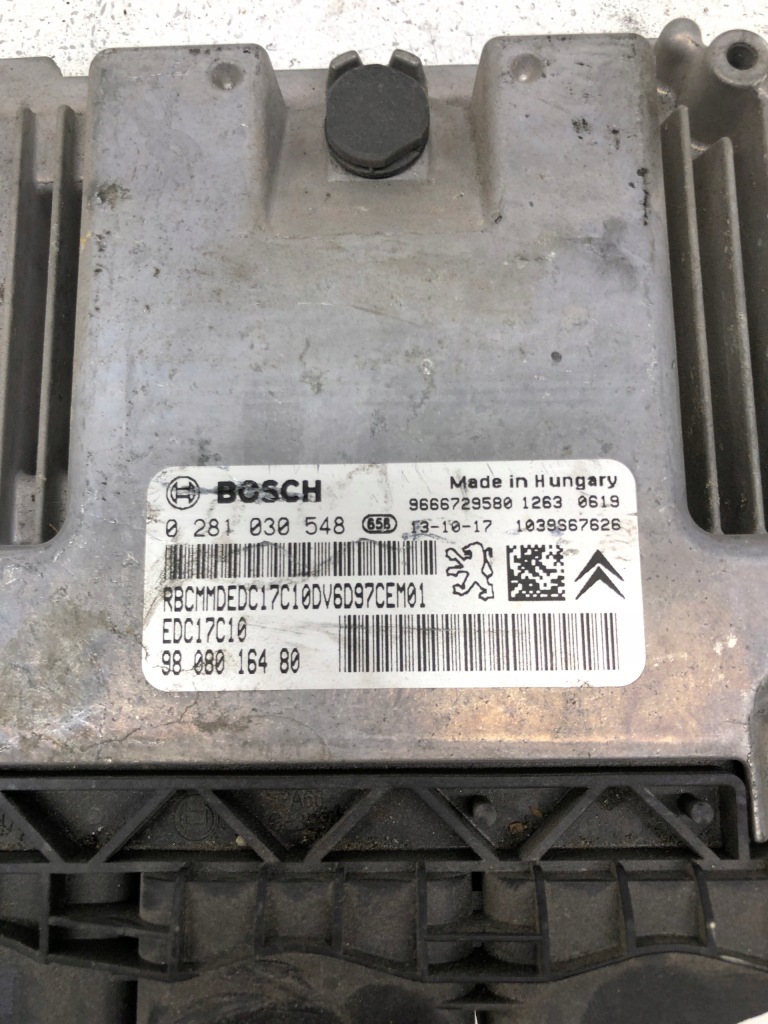 BOSCH
Made in Hungary
9666729580 1263 0619
0 281 030 548 656 13-10-17 1039S67626
RBCMMDEDC17C10DV6D97CEM01
EDC17C10
98 080 164 80